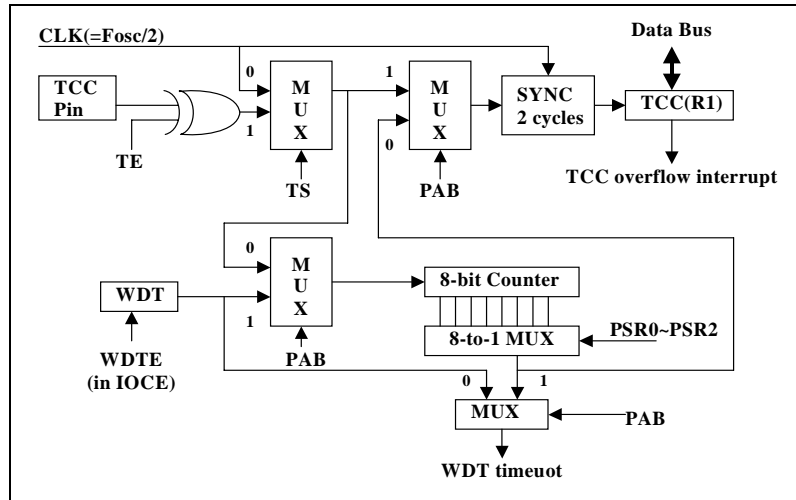 CLK(=Fosc/2)
Data Bus
0
TCC
Pin
1
TE
M
U
X
TS
1
0
M
U
X
PAB
SYNC
2 cycles
TCC(R1)
TCC overflow interrupt
0
WDT
1
WDTE
(in IOCE)
M
U
X
PAB
8-bit Counter
8-to-1 MUX
PSR0~PSR2
0
1
MUX
PAB
WDT timeuot